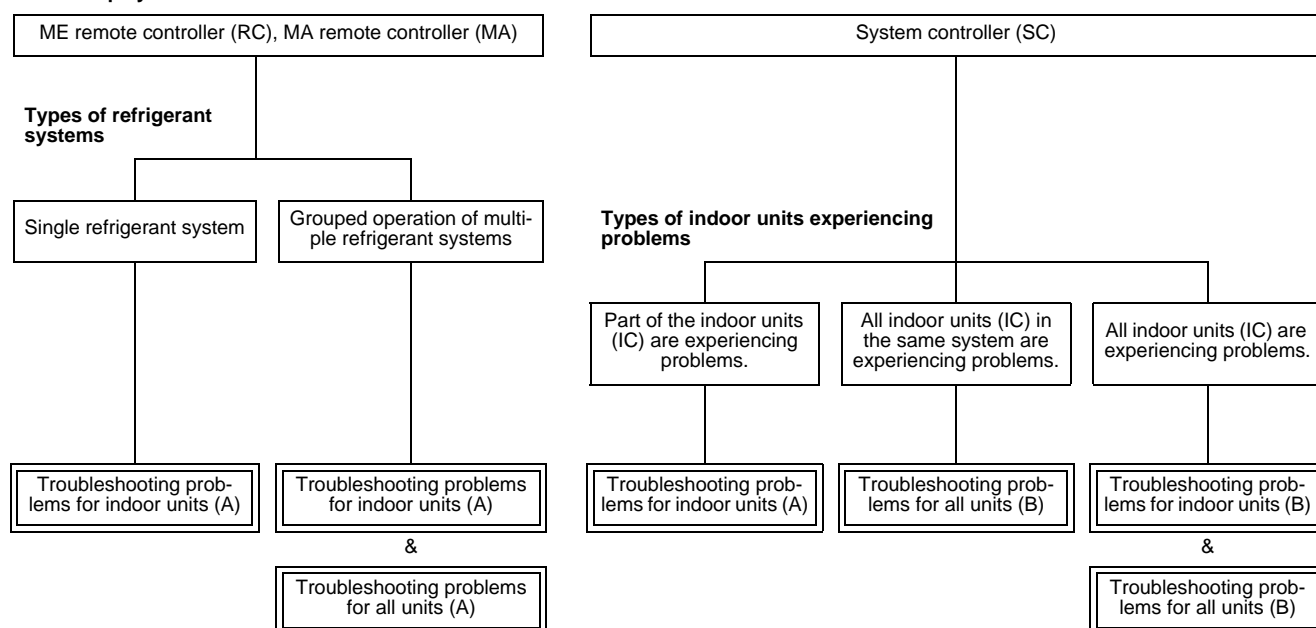 ME remote controller (RC), MA remote controller (MA)
Types of refrigerant
systems
Single refrigerant system
Grouped operation of multi-
ple refrigerant systems
Troubleshooting prob-
lems for indoor units (A)
Troubleshooting problems
for indoor units (A)
&
Troubleshooting problems
for all units (A)
System controller (SC)
Types of indoor units experiencing
problems
Part of the indoor units
(IC) are experiencing
problems.
All indoor units (IC) in
the same system are
experiencing problems.
All indoor units (IC) are
experiencing problems.
Troubleshooting prob-
lems for indoor units (A)
Troubleshooting prob-
lems for all units (B)
Troubleshooting prob-
lems for indoor units (B)
&
Troubleshooting prob-
lems for all units (B)